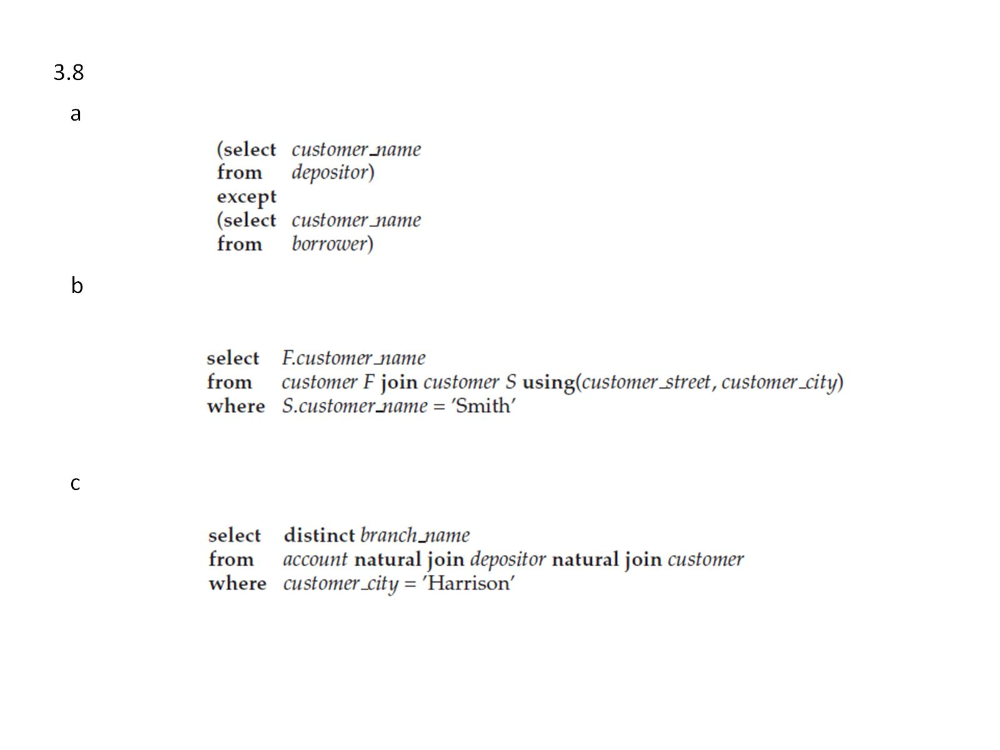 3.8
a
(select customer_name
from depositor)
except
(select customer_name
from borrower)
b
select F.customer_name
from customer F join customer S using(customer_street, customer_city)
where S.customer_name = ′Smith′
c
select distinct branch_name
from account natural join depositor natural join customer
where customer_city = ′Harrison′